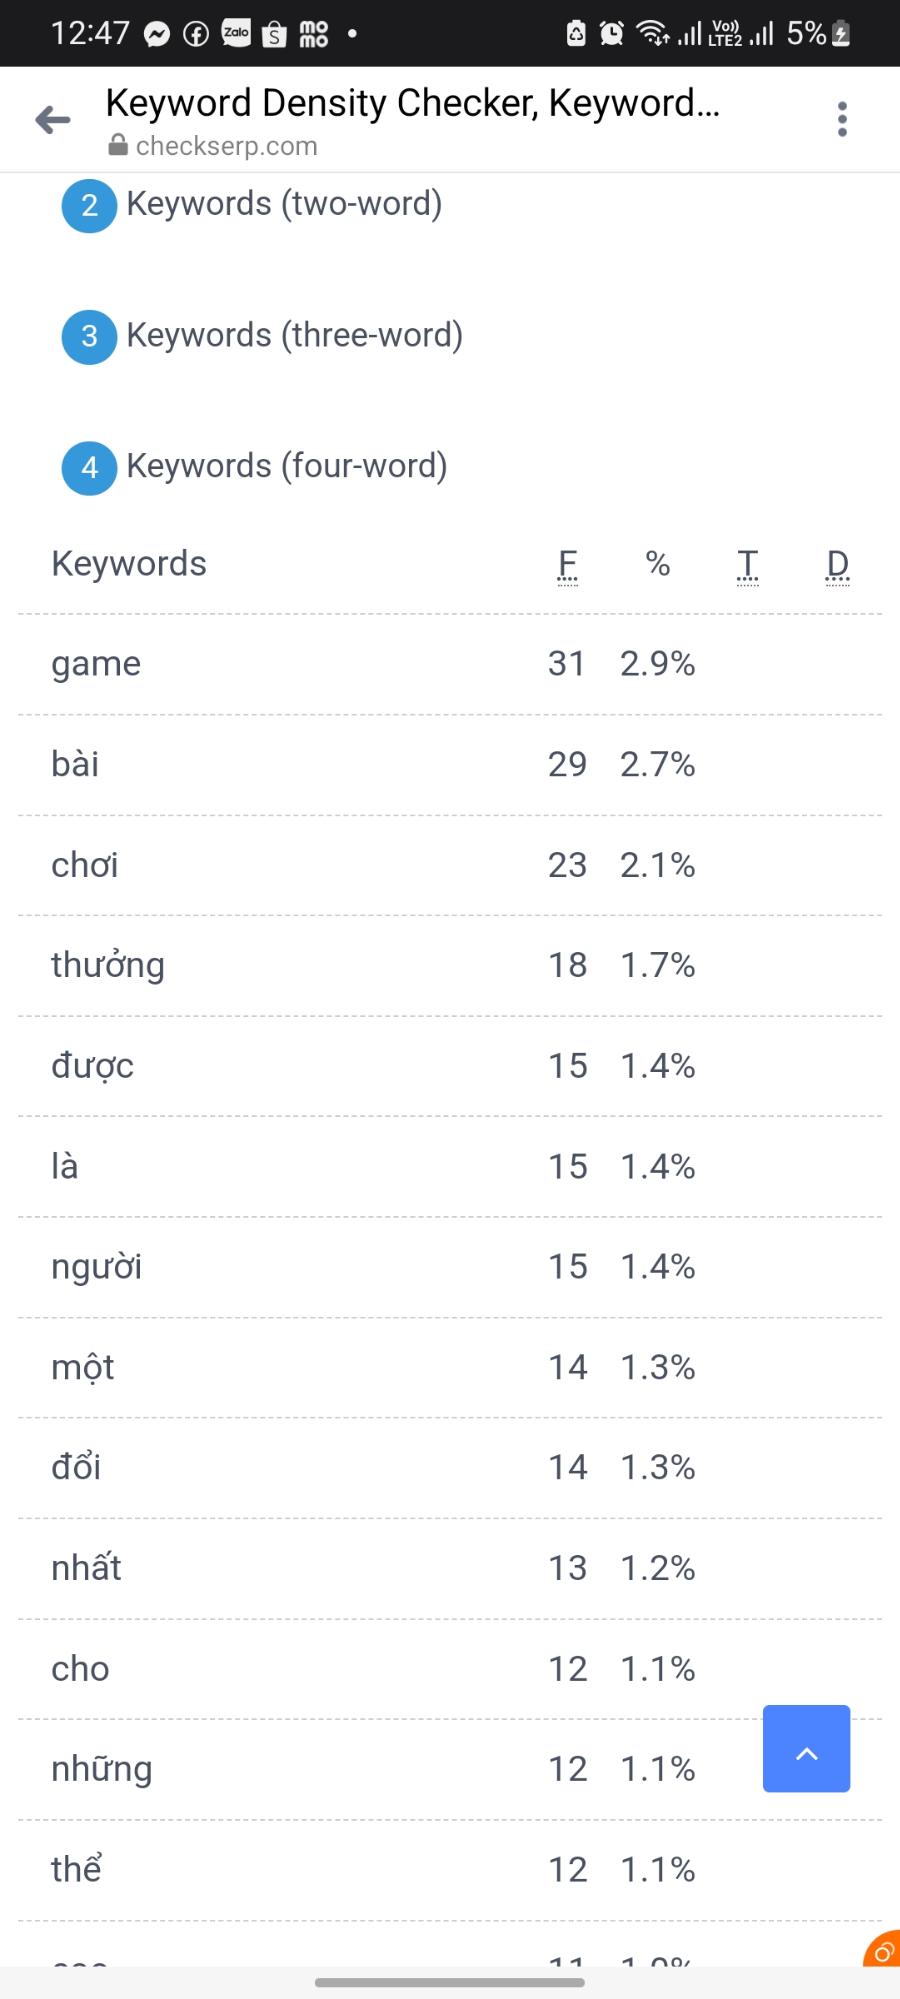 12:47 Zalo S mo mo Vo)) LTE2 5%
Keyword Density Checker, Keyword...
checkserp.com
2 Keywords (two-word)
3 Keywords (three-word)
4 Keywords (four-word)
Keywords F % T D
game 31 2.9%
bài 29 2.7%
chơi 23 2.1%
thưởng 18 1.7%
được 15 1.4%
là 15 1.4%
người 15 1.4%
một 14 1.3%
đổi 14 1.3%
nhất 13 1.2%
cho 12 1.1%
những 12 1.1%
thể 12 1.1%
11 1.0%